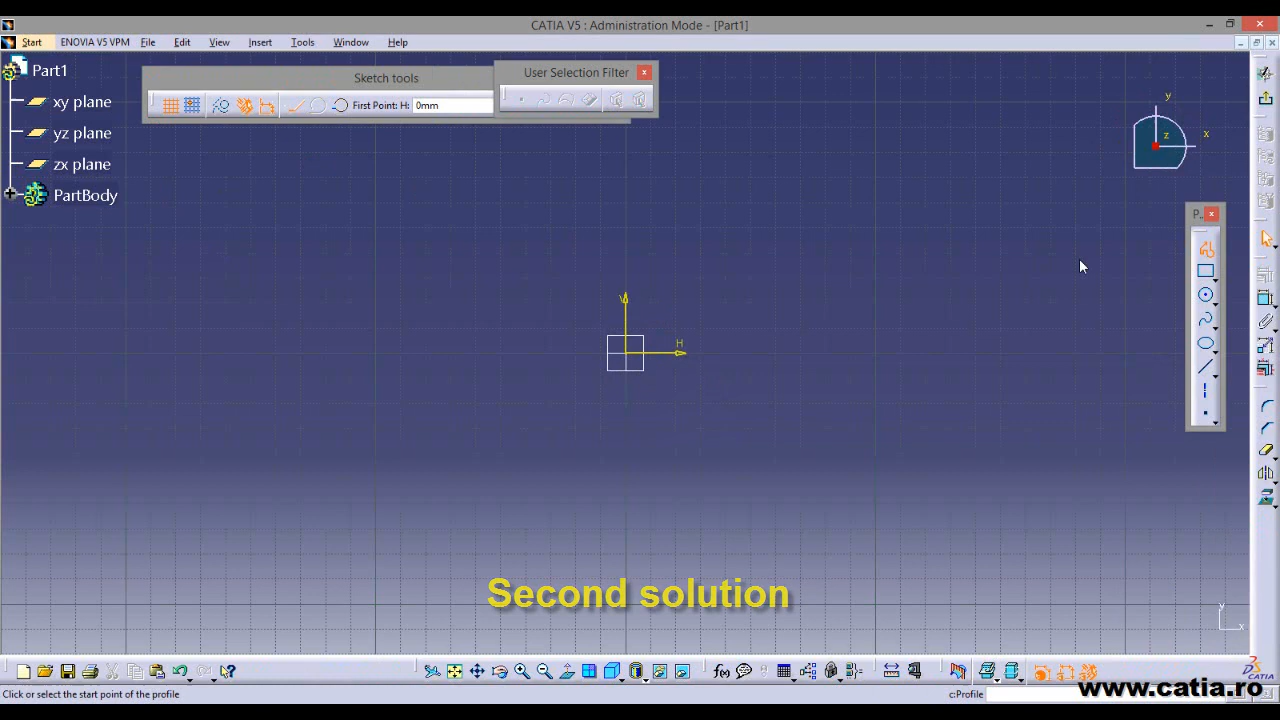 CATIA V5 : Administration Mode - [Part1]
Start ENOVIA V5 VPM File Edit View Insert Tools Window Help
Part1
xy plane
yz plane
zx plane
PartBody
Sketch tools
First Point: H: 0mm
User Selection Filter
y
x
z
P..
V
H
Second solution
y
x
f(x)
CATIA
Click or select the start point of the profile
c:Profile
www.catia.ro